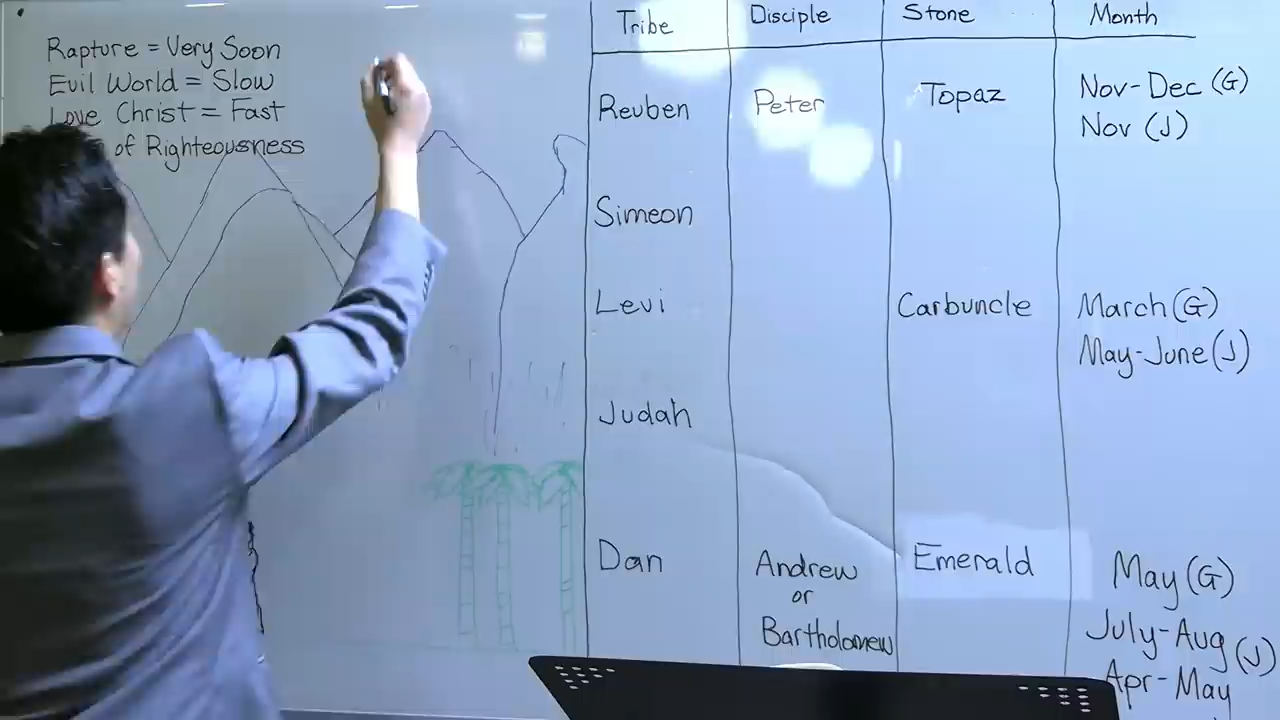 Rapture = Very Soon
Evil World = Slow
Love Christ = Fast
of Righteousness
Tribe Disciple Stone Month
Reuben Peter Topaz Nov-Dec (G)
Nov (J)
Simeon
Levi Carbuncle March (G)
May-June (J)
Judah
Dan Andrew Emerald May (G)
or
Bartholomew July-Aug (J)
Apr-May